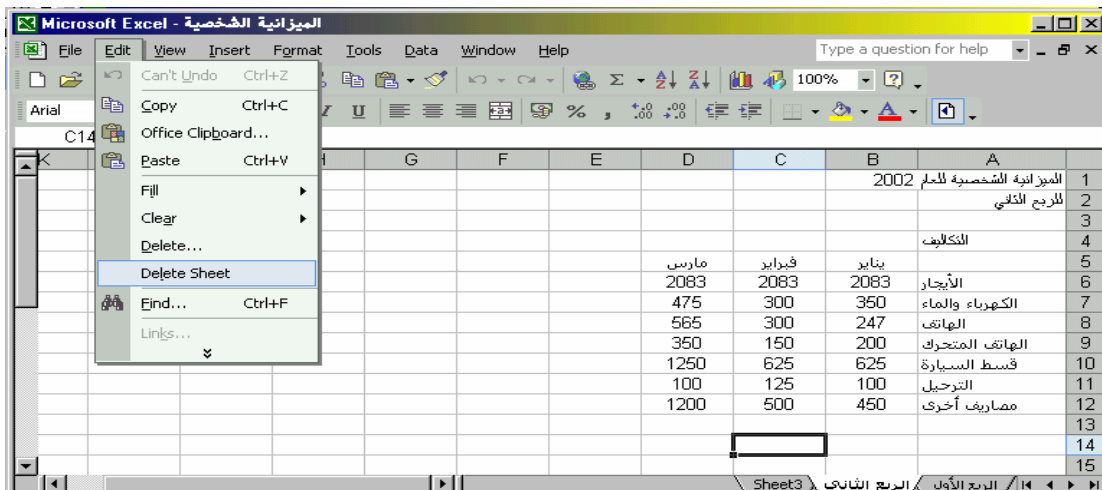 Microsoft Excel - الميزانية الشخصية
File Edit View Insert Format Tools Data Window Help Type a question for help
Can't Undo Ctrl+Z
100%
Copy Ctrl+C
Arial
Office Clipboard...
C14
Paste Ctrl+V
K H G F E D C B A
Fill
Clear
Delete...
Delete Sheet
Find... Ctrl+F
Links...
الميزانية الشخصية للعام 2002 1
للربع الثاني 2
3
التكاليف 4
يناير فبراير مارس 5
الأيجار 2083 2083 2083 6
الكهرباء والماء 350 300 475 7
الهاتف 247 300 565 8
الهاتف المتحرك 200 150 350 9
قسط السيارة 625 625 1250 10
الترحيل 100 125 100 11
مصاريف أخرى 450 500 1200 12
13
14
15
الربع الأول الربع الثاني Sheet3